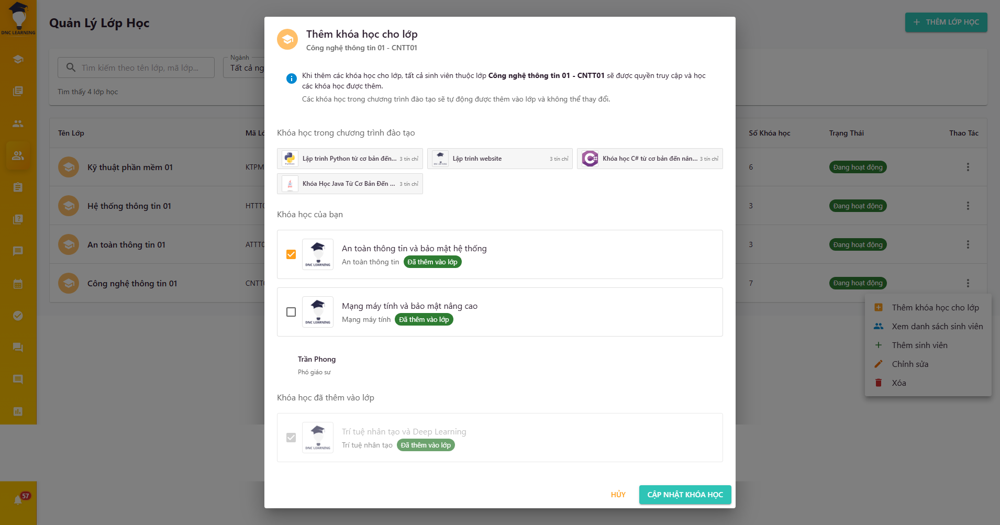 DNC LEARNING
Quản Lý Lớp Học
THÊM LỚP HỌC
Tìm kiếm theo tên lớp, mã lớp...
Ngành
Tất cả ng
Tìm thấy 4 lớp học
Tên Lớp
Mã Lớ
Số Khóa học
Trạng Thái
Thao Tác
Kỹ thuật phần mềm 01
KTPM
6
Đang hoạt động
Hệ thống thông tin 01
HTTT0
3
Đang hoạt động
An toàn thông tin 01
ATTT0
3
Đang hoạt động
Công nghệ thông tin 01
CNTT0
7
Đang hoạt động
Thêm khóa học cho lớp
Xem danh sách sinh viên
Thêm sinh viên
Chỉnh sửa
Xóa
57
Thêm khóa học cho lớp
Công nghệ thông tin 01 - CNTT01
Khi thêm các khóa học cho lớp, tất cả sinh viên thuộc lớp Công nghệ thông tin 01 - CNTT01 sẽ được quyền truy cập và học
các khóa học được thêm.
Các khóa học trong chương trình đào tạo sẽ tự động được thêm vào lớp và không thể thay đổi.
Khóa học trong chương trình đào tạo
Lập trình Python từ cơ bản đến... 3 tín chỉ
Lập trình website 3 tín chỉ
Khóa học C# từ cơ bản đến nân... 3 tín chỉ
Khóa Học Java Từ Cơ Bản Đến ... 3 tín chỉ
Khóa học của bạn
DNC LEARNING
An toàn thông tin và bảo mật hệ thống
An toàn thông tin Đã thêm vào lớp
DNC LEARNING
Mạng máy tính và bảo mật nâng cao
Mạng máy tính Đã thêm vào lớp
Trần Phong
Phó giáo sư
Khóa học đã thêm vào lớp
DNC LEARNING
Trí tuệ nhân tạo và Deep Learning
Trí tuệ nhân tạo Đã thêm vào lớp
HỦY
CẬP NHẬT KHÓA HỌC